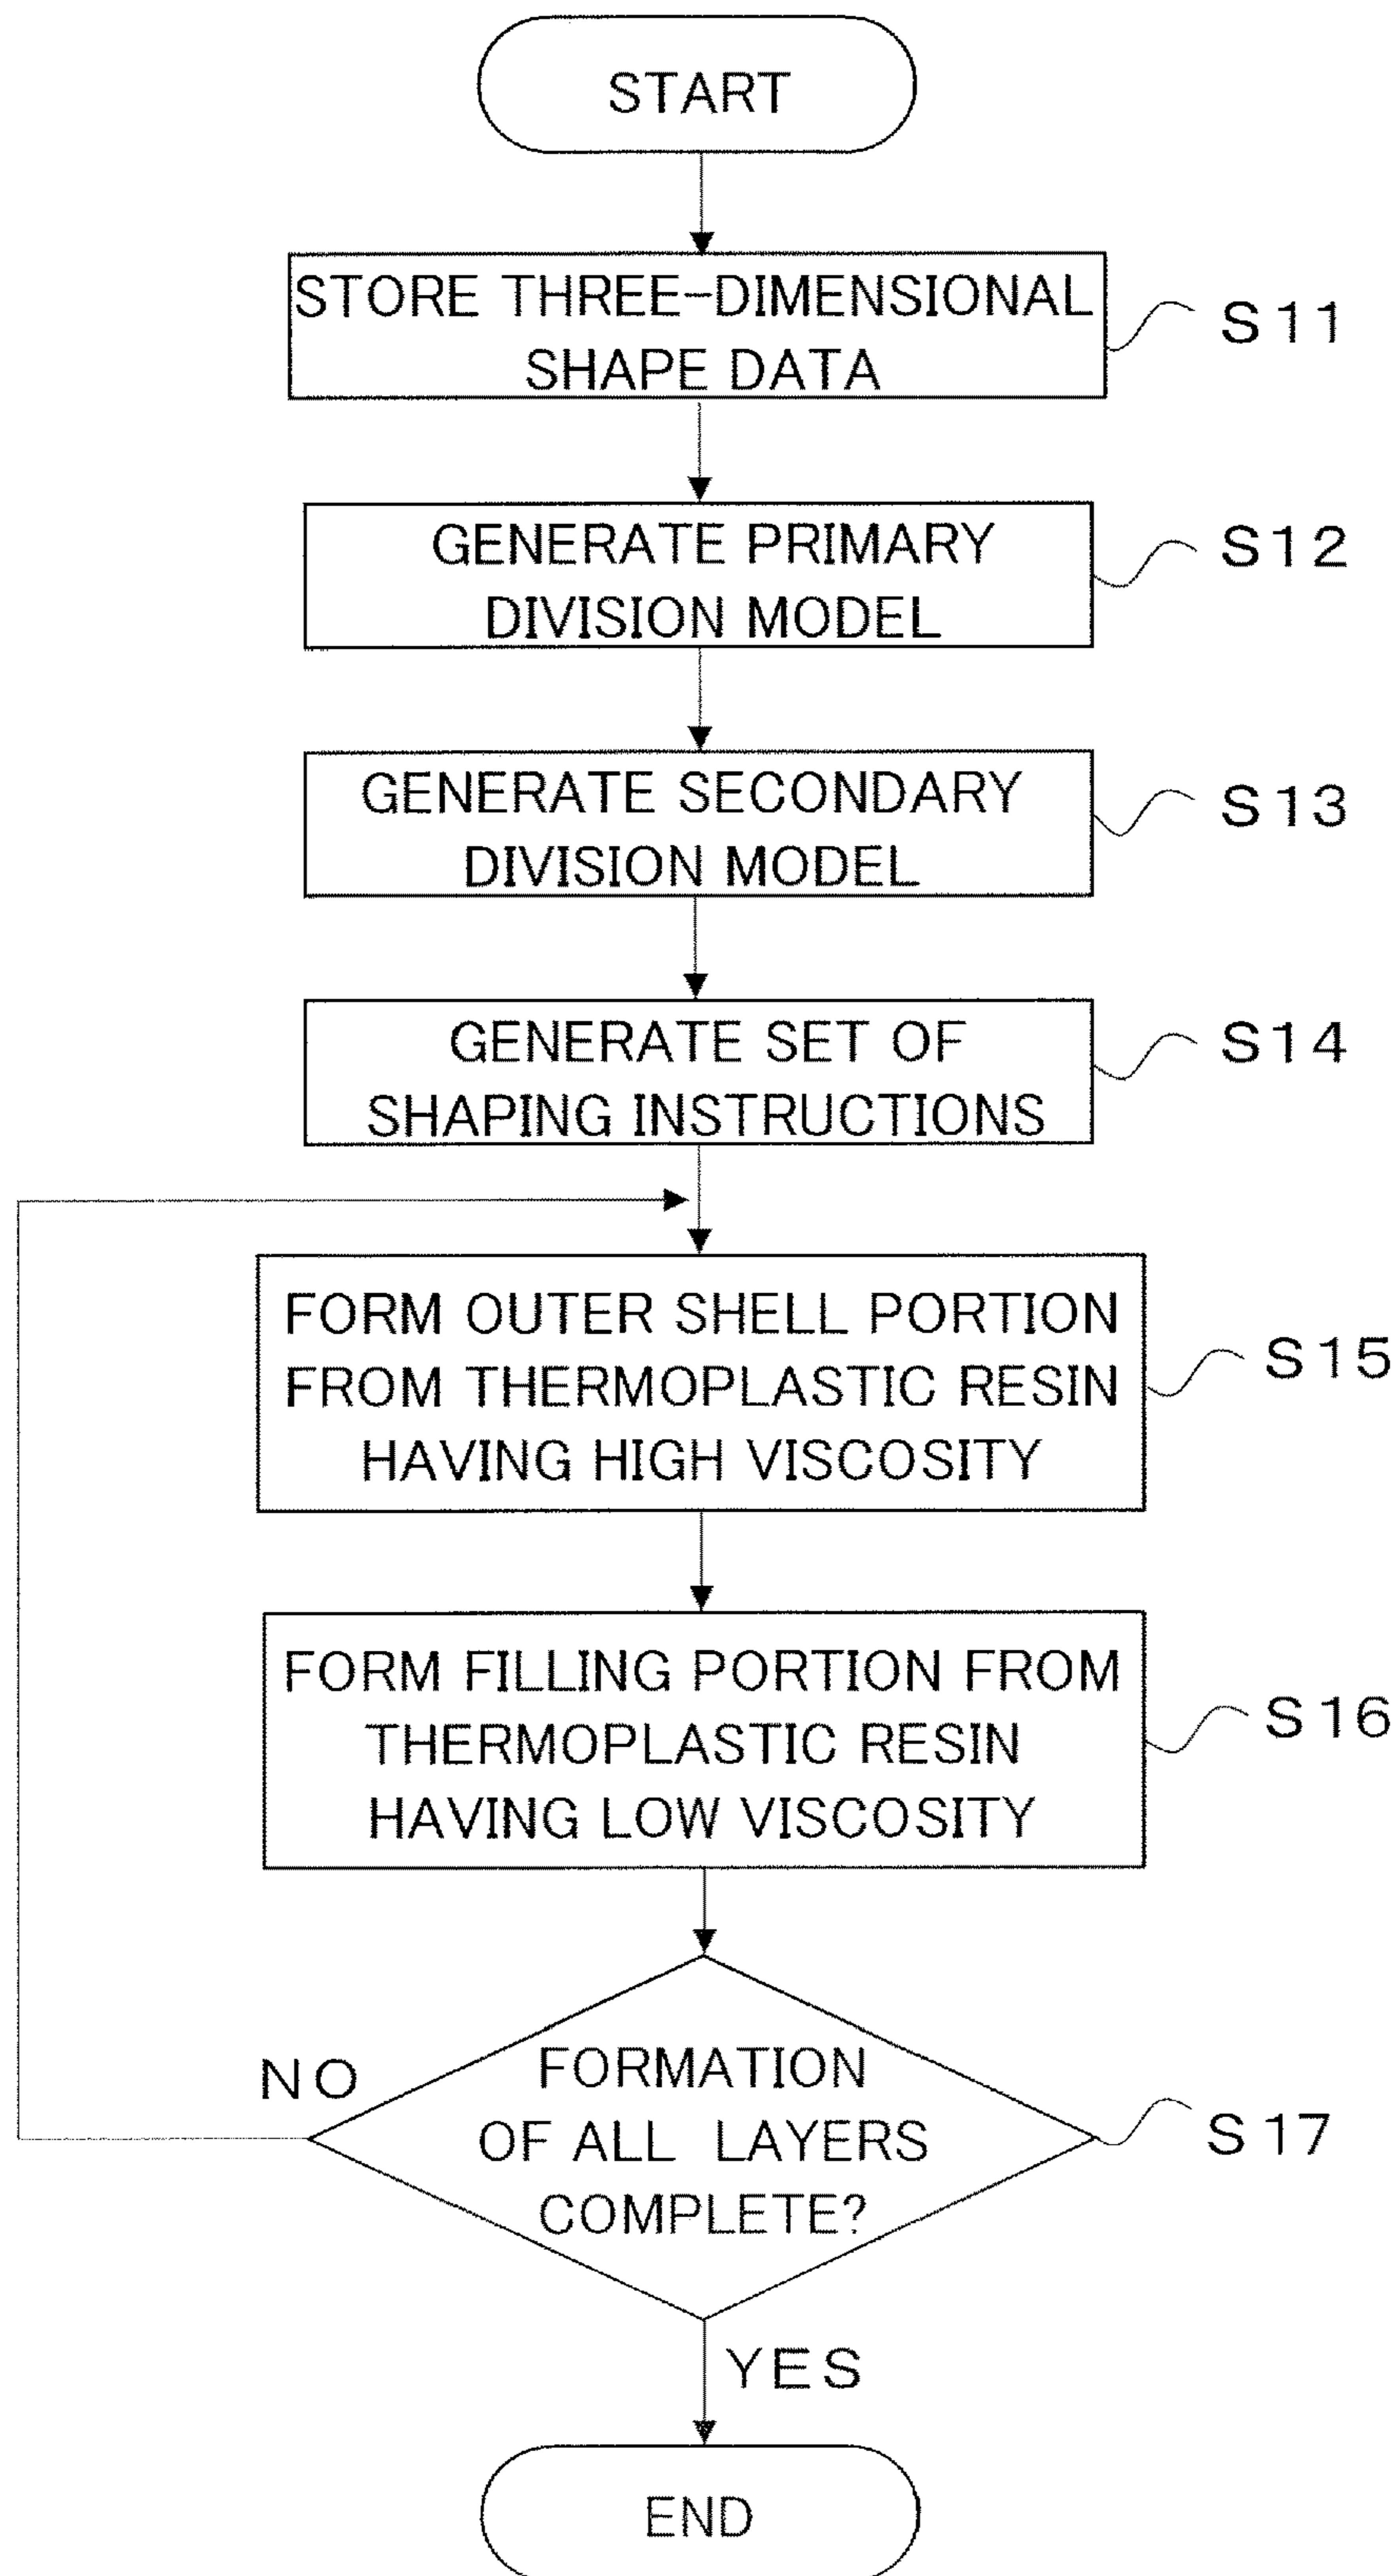 START
STORE THREE-DIMENSIONAL
SHAPE DATA
S11
GENERATE PRIMARY
DIVISION MODEL
S12
GENERATE SECONDARY
DIVISION MODEL
S13
GENERATE SET OF
SHAPING INSTRUCTIONS
S14
FORM OUTER SHELL PORTION
FROM THERMOPLASTIC RESIN
HAVING HIGH VISCOSITY
S15
FORM FILLING PORTION FROM
THERMOPLASTIC RESIN
HAVING LOW VISCOSITY
S16
NO
FORMATION
OF ALL LAYERS
COMPLETE?
S17
YES
END